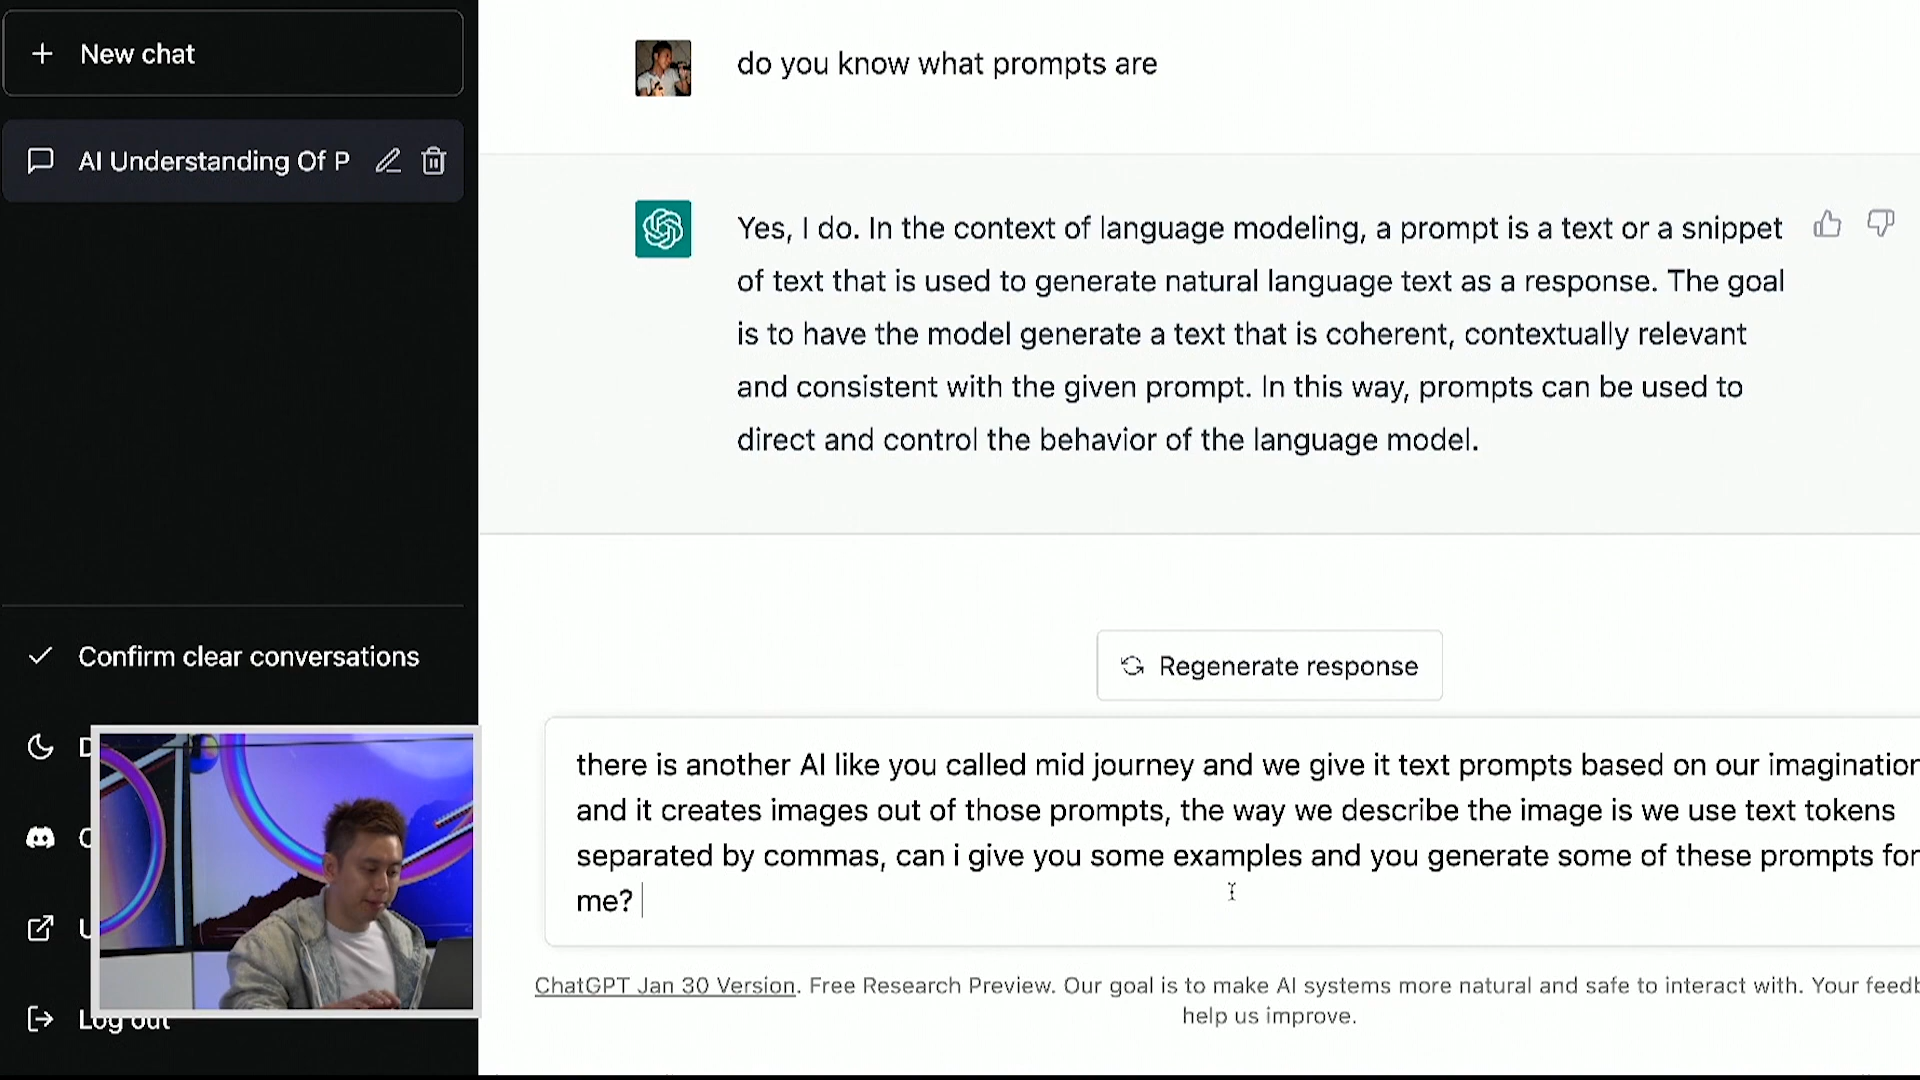 New chat
AI Understanding Of P
Confirm clear conversations
Log out
do you know what prompts are
Yes, I do. In the context of language modeling, a prompt is a text or a snippet
of text that is used to generate natural language text as a response. The goal
is to have the model generate a text that is coherent, contextually relevant
and consistent with the given prompt. In this way, prompts can be used to
direct and control the behavior of the language model.
Regenerate response
there is another AI like you called mid journey and we give it text prompts based on our imagination
and it creates images out of those prompts, the way we describe the image is we use text tokens
separated by commas, can i give you some examples and you generate some of these prompts for
me?
ChatGPT Jan 30 Version. Free Research Preview. Our goal is to make AI systems more natural and safe to interact with. Your
help us improve.